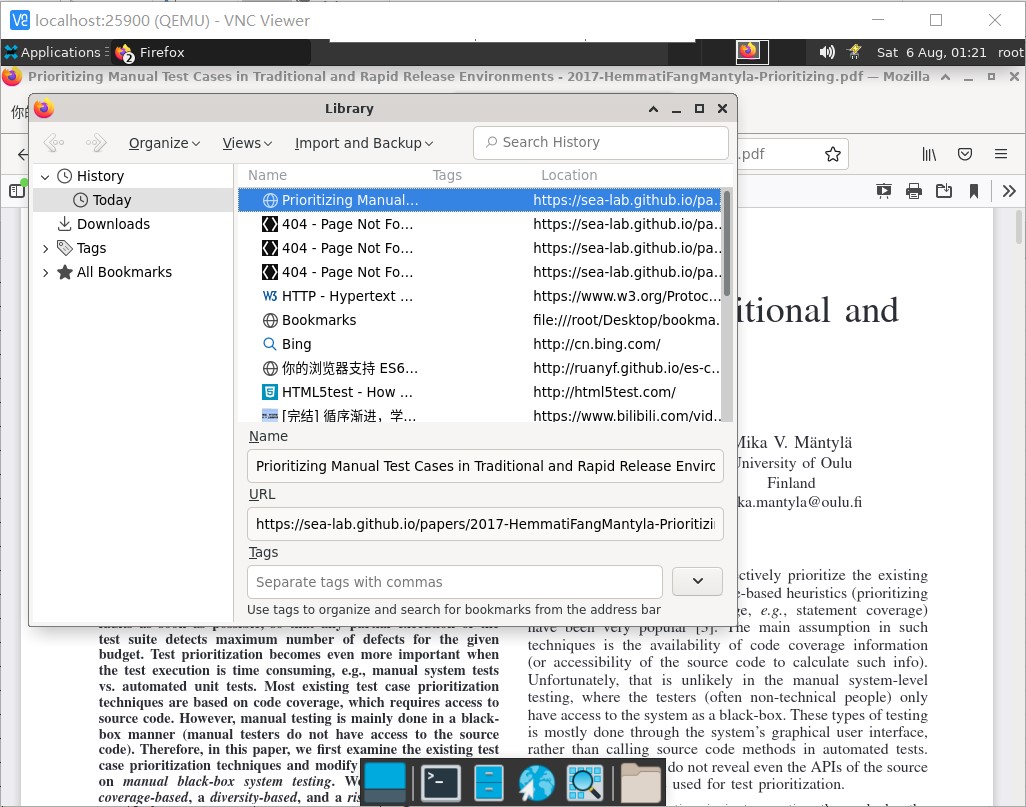 localhost:25900 (QEMU) - VNC Viewer
Applications
Firefox
Sat 6 Aug, 01:21 root
Prioritizing Manual Test Cases in Traditional and Rapid Release Environments - 2017-HemmatiFangMantyla-Prioritizing.pdf — Mozilla
Library
Organize
Views
Import and Backup
Search History
.pdf
History
Today
Downloads
Tags
All Bookmarks
Name Tags Location
Prioritizing Manual… https://sea-lab.github.io/pa…
404 - Page Not Fo… https://sea-lab.github.io/pa…
404 - Page Not Fo… https://sea-lab.github.io/pa…
404 - Page Not Fo… https://sea-lab.github.io/pa…
HTTP - Hypertext … https://www.w3.org/Protoc…
Bookmarks file:///root/Desktop/bookma…
Bing http://cn.bing.com/
你的浏览器支持 ES6… http://ruanyf.github.io/es-c…
HTML5test - How … http://html5test.com/
[完结] 循序渐进，学… https://www.bilibili.com/vid…
Name
Prioritizing Manual Test Cases in Traditional and Rapid Release Enviro
URL
https://sea-lab.github.io/papers/2017-HemmatiFangMantyla-Prioritizi
Tags
Separate tags with commas
Use tags to organize and search for bookmarks from the address bar
itional and
Mika V. Mäntylä
University of Oulu
Finland
ka.mantyla@oulu.fi
test suite detects maximum number of defects for the given
budget. Test prioritization becomes even more important when
the test execution is time consuming, e.g., manual system tests
vs. automated unit tests. Most existing test case prioritization
techniques are based on code coverage, which requires access to
source code. However, manual testing is mainly done in a black-
box manner (manual testers do not have access to the source
code). Therefore, in this paper, we first examine the existing test
case prioritization techniques and modify
on manual black-box system testing. We
coverage-based, a diversity-based, and a
ctively prioritize the existing
e-based heuristics (prioritizing
ge, e.g., statement coverage)
have been very popular [3]. The main assumption in such
techniques is the availability of code coverage information
(or accessibility of the source code to calculate such info).
Unfortunately, that is unlikely in the manual system-level
testing, where the testers (often non-technical people) only
have access to the system as a black-box. These types of testing
is mostly done through the system's graphical user interface,
rather than calling source code methods in automated tests.
do not reveal even the APIs of the source
used for test prioritization.